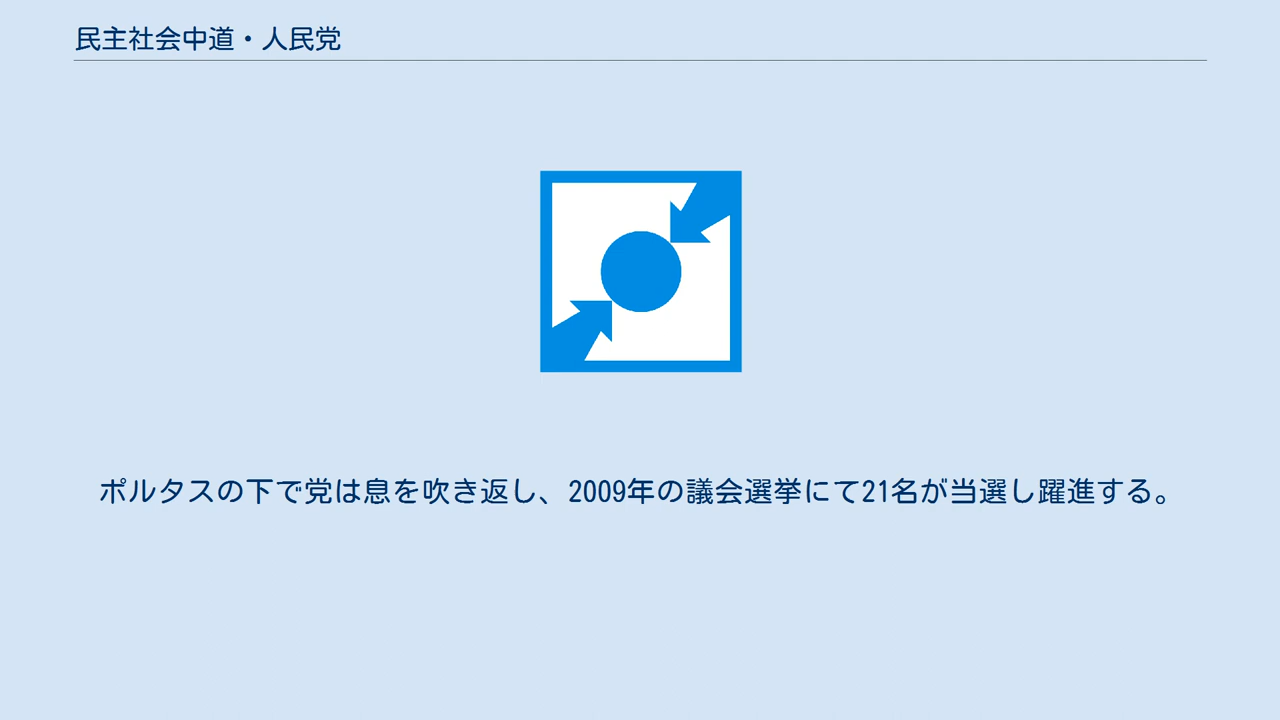 民主社会中道・人民党
ポルタスの下で党は息を吹き返し、2009年の議会選挙にて21名が当選し躍進する。